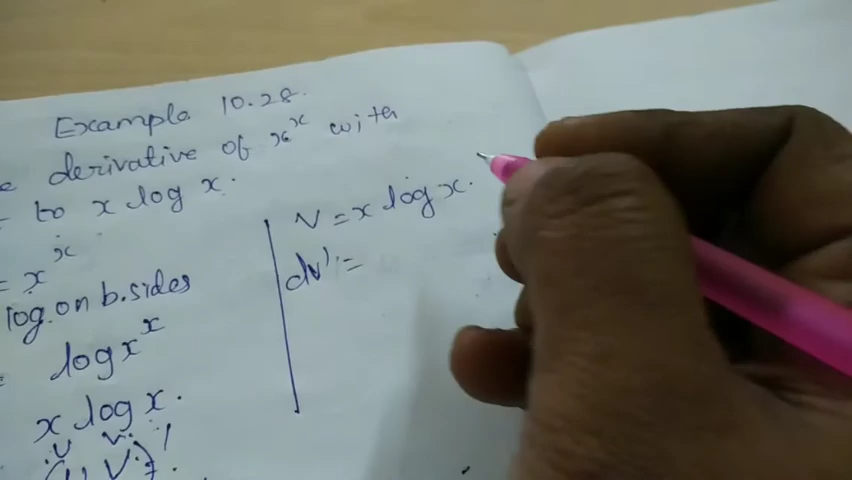 Example 10.28.
e derivative of x^x with
to x log x.
= x^x
log on b.sides
log x^x
x log x.
U V
V = x log x.
dv' =